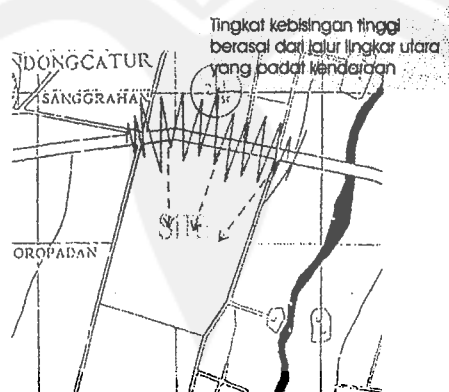 Tingkat kebisingan tinggi
berasal dari jalur lingkar utara
yang padat kendaraan
DONGCATUR
SANGGRAHAN
SITE
OROPADAN